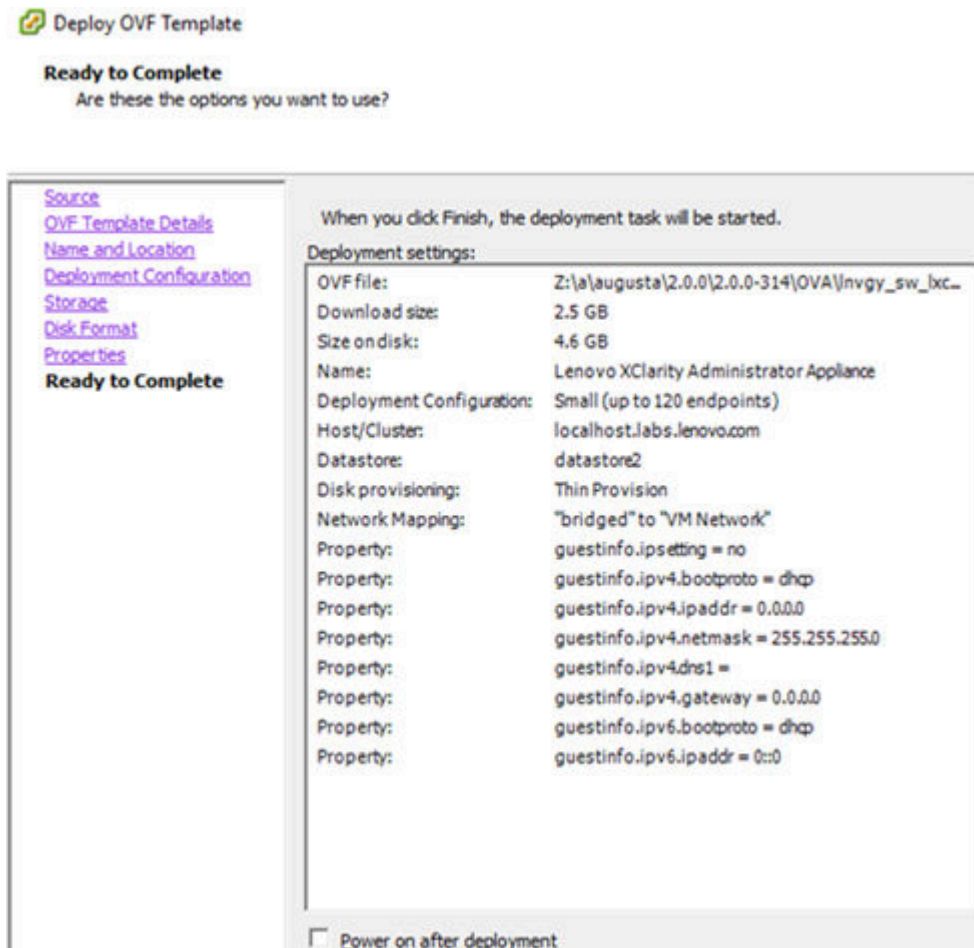 Deploy OVF Template
Ready to Complete
Are these the options you want to use?
Source
OVF Template Details
Name and Location
Deployment Configuration
Storage
Disk Format
Properties
Ready to Complete
When you click Finish, the deployment task will be started.
Deployment settings:
OVF file: Z:\a\augusta\2.0.0\2.0.0-314\OVA\lnvgy_sw_lxc...
Download size: 2.5 GB
Size on disk: 4.6 GB
Name: Lenovo XClarity Administrator Appliance
Deployment Configuration: Small (up to 120 endpoints)
Host/Cluster: localhost.labs.lenovo.com
Datastore: datastore2
Disk provisioning: Thin Provision
Network Mapping: "bridged" to "VM Network"
Property: guestinfo.ipsetting = no
Property: guestinfo.ipv4.bootproto = dhcp
Property: guestinfo.ipv4.ipaddr = 0.0.0.0
Property: guestinfo.ipv4.netmask = 255.255.255.0
Property: guestinfo.ipv4.dns1 =
Property: guestinfo.ipv4.gateway = 0.0.0.0
Property: guestinfo.ipv6.bootproto = dhcp
Property: guestinfo.ipv6.ipaddr = 0::0
Power on after deployment